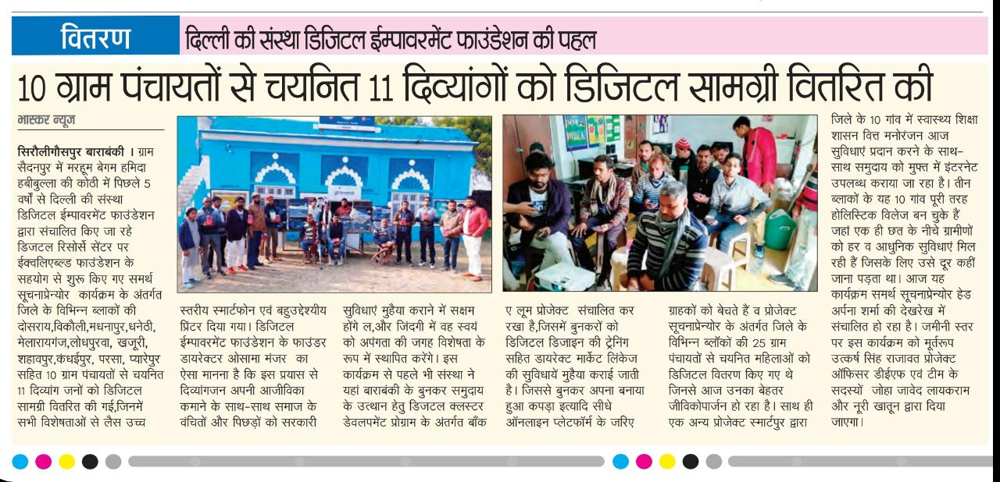 वितरण
दिल्ली की संस्था डिजिटल ईम्पावरमेंट फाउंडेशन की पहल
10 ग्राम पंचायतों से चयनित 11 दिव्यांगों को डिजिटल सामग्री वितरित की
भास्कर न्यूज
सिरौलीगौसपुर बाराबंकी । ग्राम
सैदनपुर में मरहूम बेगम हमिदा
हबीबुल्ला की कोठी में पिछले 5
वर्षों से दिल्ली की संस्था
डिजिटल ईम्पावरमेंट फाउंडेशन
द्वारा संचालित किए जा रहे
डिजटल रिसोर्से सेंटर पर
ईक्वलिएब्ल्ड फाउंडेशन के
सहयोग से शुरू किए गए समर्थ
सूचनाप्रेन्योर कार्यक्रम के अंतर्गत
जिले के विभिन्न ब्लाकों की
दोसराय,विकौली,मधनापुर,धनेठी,
मेलारायगंज,लोधपुरवा, खजूरी,
शहावपुर,कंधईपुर, परसा, प्यारेपुर
सहित 10 ग्राम पंचायतों से चयनित
11 दिव्यांग जनों को डिजिटल
सामग्री वितरित की गई,जिनमें
सभी विशेषताओं से लैस उच्च
स्तरीय स्मार्टफोन एवं बहुउद्देश्यीय
प्रिंटर दिया गया। डिजिटल
ईम्पावरमेंट फाउंडेशन के फाउंडर
डायरेक्टर ओसामा मंजर का
ऐसा मानना है कि इस प्रयास से
दिव्यांगजन अपनी आजीविका
कमाने के साथ-साथ समाज के
वंचितों और पिछड़ों को सरकारी
सुविधाएं मुहैया कराने में सक्षम
होंगे ल,और जिंदगी में वह स्वयं
को अपंगता की जगह विशेषता के
रूप में स्थापित करेंगे। इस
कार्यक्रम से पहले भी संस्था ने
यहां बाराबंकी के बुनकर समुदाय
के उत्थान हेतु डिजटल क्लस्टर
डेवलपमेंट प्रोग्राम के अंतर्गत बाँक
ए लूम प्रोजेक्ट संचालित कर
रखा है,जिसमें बुनकरों को
डिजिटल डिजाइन की ट्रेनिंग
सहित डायरेक्ट मार्केट लिंकेज
की सुविधायें मुहैया कराई जाती
है। जिससे बुनकर अपना बनाया
हुआ कपड़ा इत्यादि सीधे
ऑनलाइन प्लेटफॉर्म के जरिए
ग्राहकों को बेचते हैं व प्रोजेक्ट
सूचनाप्रेन्योर के अंतर्गत जिले के
विभिन्न ब्लॉकों की 25 ग्राम
पंचायतों से चयनित महिलाओं को
डिजिटल वितरण किए गए थे
जिनसे आज उनका बेहतर
जीविकोपार्जन हो रहा है। साथ ही
एक अन्य प्रोजेक्ट स्मार्टपुर द्वारा
जिले के 10 गांव में स्वास्थ्य शिक्षा
शासन वित्त मनोरंजन आज
सुविधाएं प्रदान करने के साथ-
साथ समुदाय को मुफ्त में इंटरनेट
उपलब्ध कराया जा रहा है। तीन
ब्लाकों के यह 10 गांव पूरी तरह
होलिस्टिक विलेज बन चुके हैं
जहां एक ही छत के नीचे ग्रामीणों
को हर व आधुनिक सुविधाएं मिल
रही हैं जिसके लिए उसे दूर कहीं
जाना पड़ता था। आज यह
कार्यक्रम समर्थ सूचनाप्रेन्योर हेड
अर्पना शर्मा की देखरेख में
संचालित हो रहा है। जमीनी स्तर
पर इस कार्यक्रम को मूर्तरूप
उत्कर्ष सिंह राजावत प्रोजेक्ट
ऑफिसर डीईएफ एवं टीम के
सदस्यों जोहा जावेद लायकराम
और नूरी खातून द्वारा दिया
जाएगा।